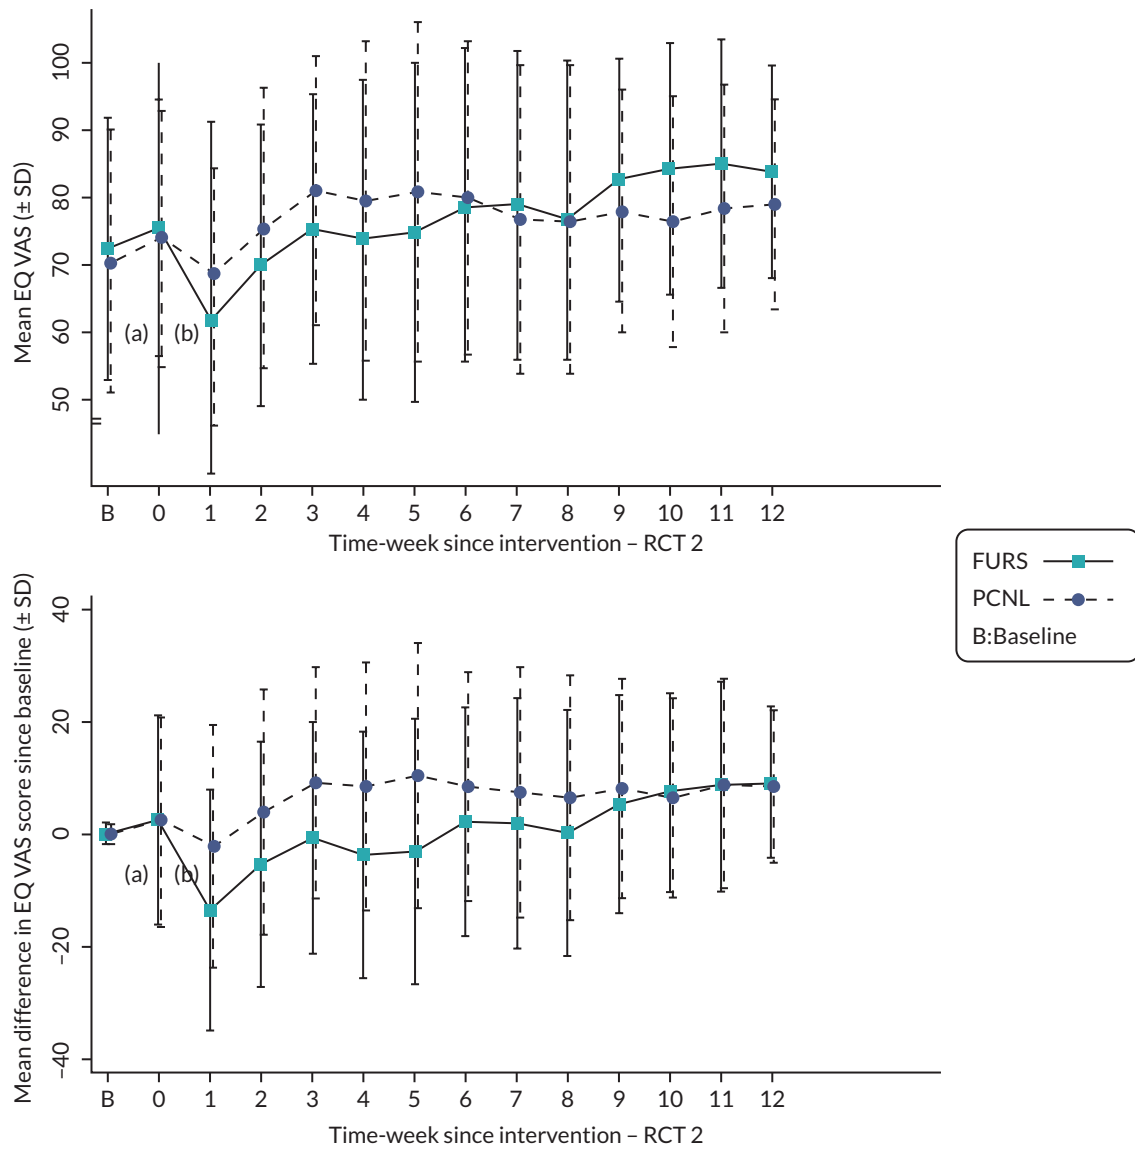 Mean EQ VAS (± SD)
100
90
80
70
60
50
(a)
(b)
B 0 1 2 3 4 5 6 7 8 9 10 11 12
Time-week since intervention – RCT 2
FURS
PCNL
B:Baseline
Mean difference in EQ VAS score since baseline (± SD)
40
20
0
–20
–40
(a)
(b)
B 0 1 2 3 4 5 6 7 8 9 10 11 12
Time-week since intervention – RCT 2